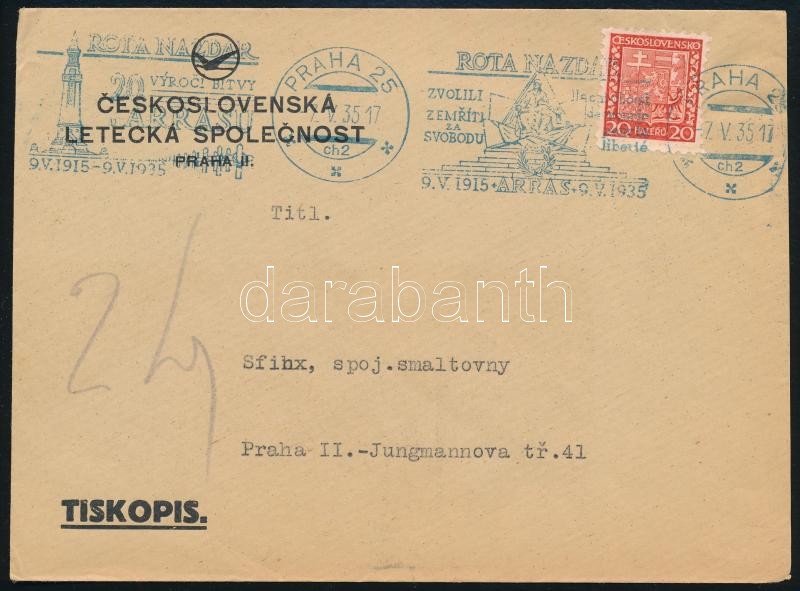 ROTA NAZDAR
20 VÝROČÍ BITVY
ARRASU
9.V.1915-9.V.1935
PRAHA 25
7. V. 35 17
ch2
ČESKOSLOVENSKÁ
LETECKÁ SPOLEČNOST
PRAHA II.
ROTA NAZDAR
ZVOLILI
ZEMŘÍTI
ZA
SVOBODU
liberté
9.V.1915 + ARRAS + 9.V.1935
ČESKOSLOVENSKO
20 20
PRAHA
7. V. 35 17
ch2
Titl.
darabanth
Sfinx, spoj.smaltovny
Praha II.-Jungmannova tř.41
TISKOPIS.